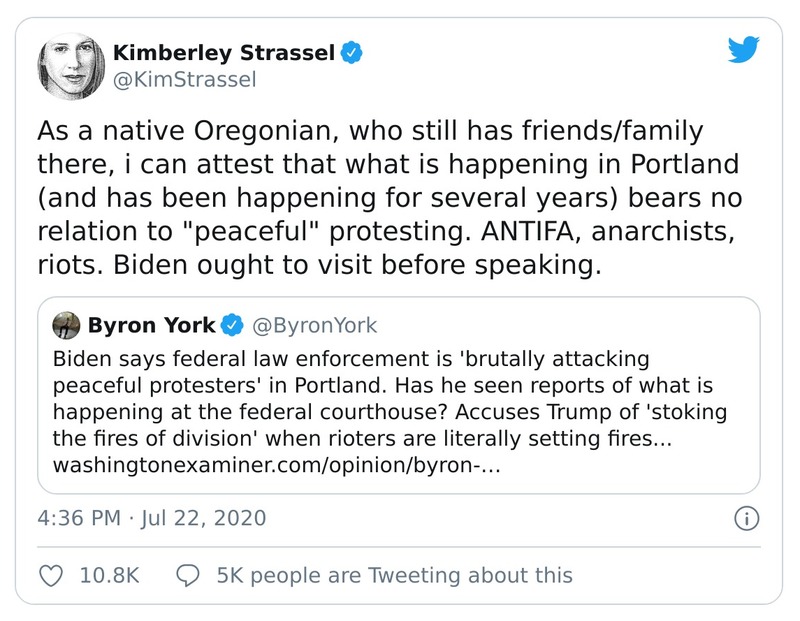 Kimberley Strassel
@KimStrassel
As a native Oregonian, who still has friends/family
there, i can attest that what is happening in Portland
(and has been happening for several years) bears no
relation to "peaceful" protesting. ANTIFA, anarchists,
riots. Biden ought to visit before speaking.
Byron York @ByronYork
Biden says federal law enforcement is 'brutally attacking
peaceful protesters' in Portland. Has he seen reports of what is
happening at the federal courthouse? Accuses Trump of 'stoking
the fires of division' when rioters are literally setting fires...
washingtonexaminer.com/opinion/byron-...
4:36 PM · Jul 22, 2020
10.8K 5K people are Tweeting about this